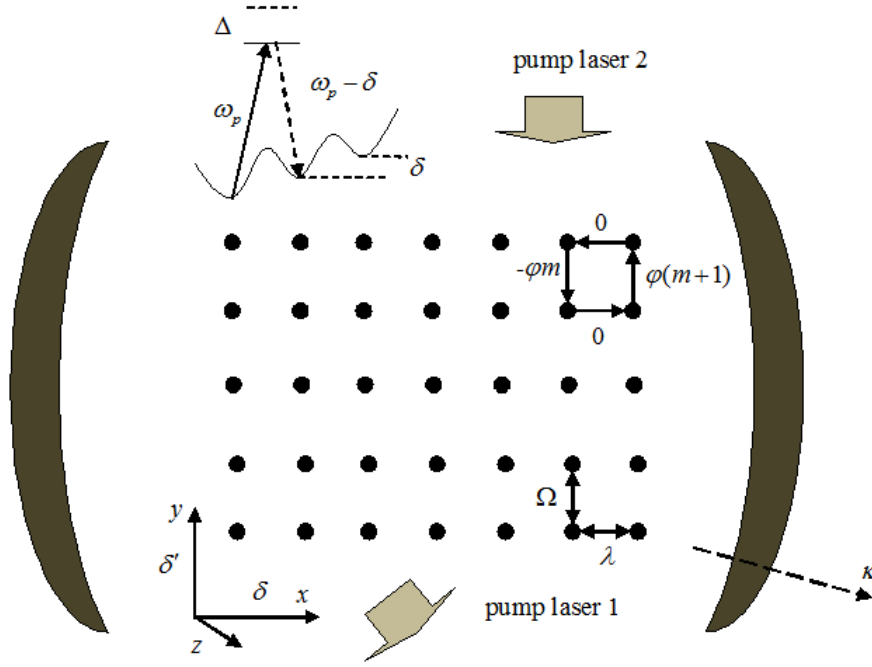 Δ
pump laser 2
ω_p
ω_p − δ
δ
0
-φm
φ(m+1)
0
Ω
λ
y
δ'
δ
x
z
pump laser 1
κ